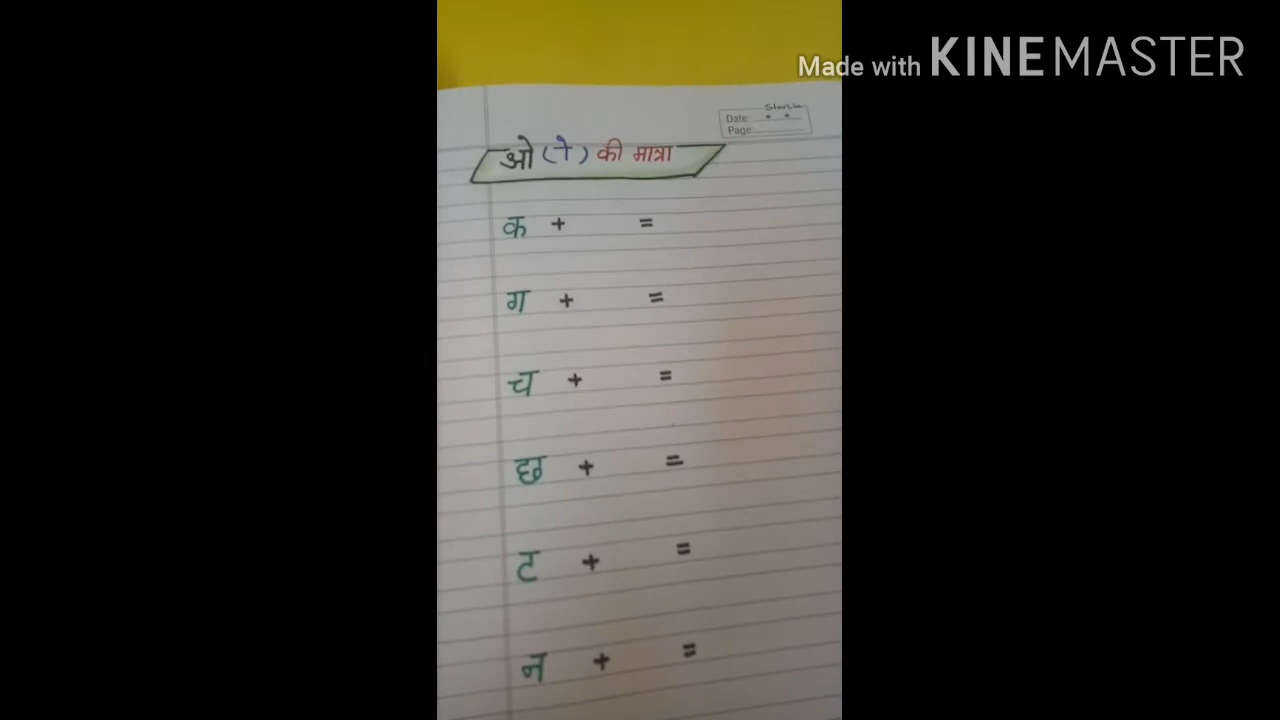 Made with KINEMASTER
Date:
Page:
ओ (ो) की मात्रा
क + =
ग + =
च + =
छ + =
ट + =
न + =